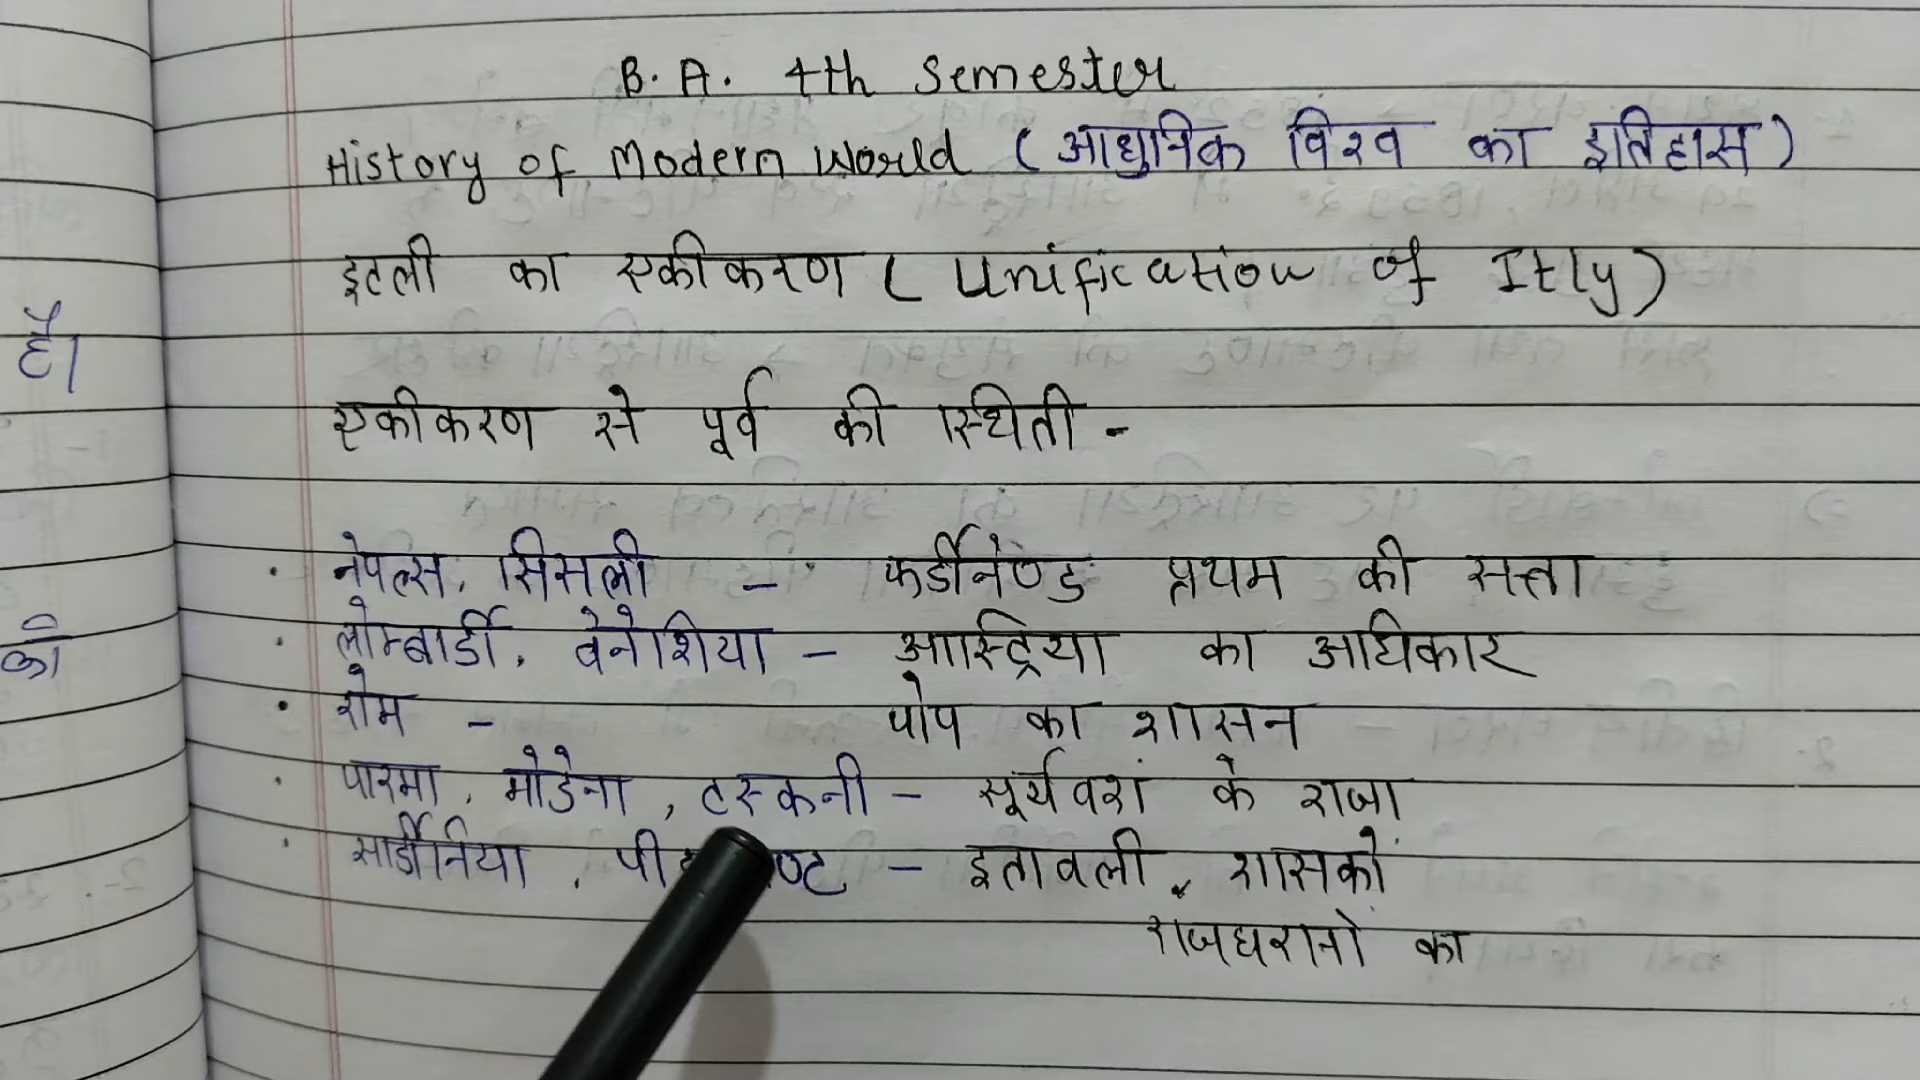 B. A. 4th Semester
History of Modern World (आधुनिक विश्व का इतिहास)
इटली का एकीकरण ( Unification of Itly)
है।
एकीकरण से पूर्व की स्थिती -
• नेपल्स, सिसली - फर्डीनेण्ड प्रथम की सत्ता
• लोम्बार्डी, वेनेशिया - आस्ट्रिया का अधिकार
को
• रोम - पोप का शासन
• पारमा, मोडेना, टस्कनी - सूर्यवशं के राजा
• सार्डीनिया, - इतावली शासकों
राजघरानों का